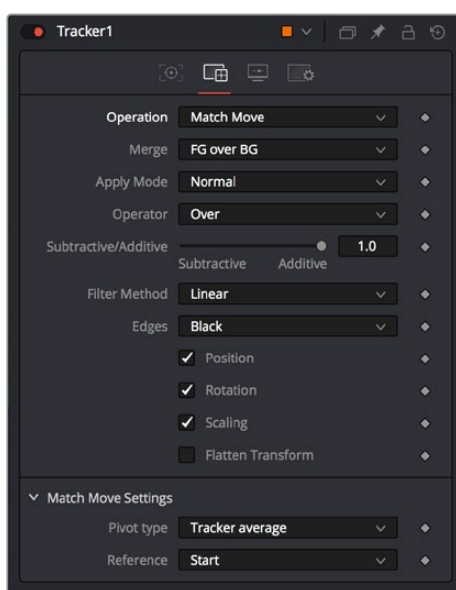 Tracker1
Operation Match Move
Merge FG over BG
Apply Mode Normal
Operator Over
Subtractive/Additive 1.0
Subtractive Additive
Filter Method Linear
Edges Black
Position
Rotation
Scaling
Flatten Transform
Match Move Settings
Pivot type Tracker average
Reference Start